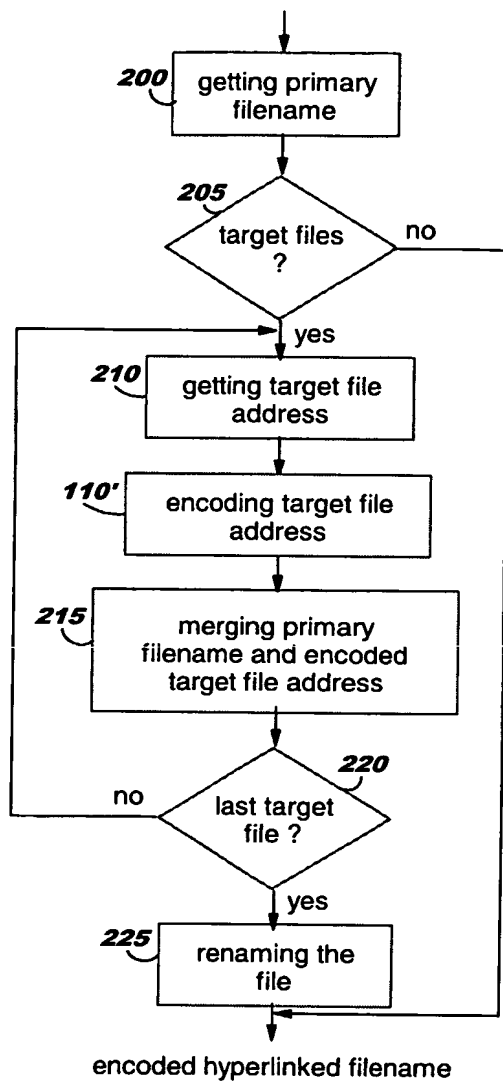 200
getting primary
filename
205
target files
?
no
yes
210
getting target file
address
110'
encoding target file
address
215
merging primary
filename and encoded
target file address
220
no
last target
file ?
yes
225
renaming the
file
encoded hyperlinked filename